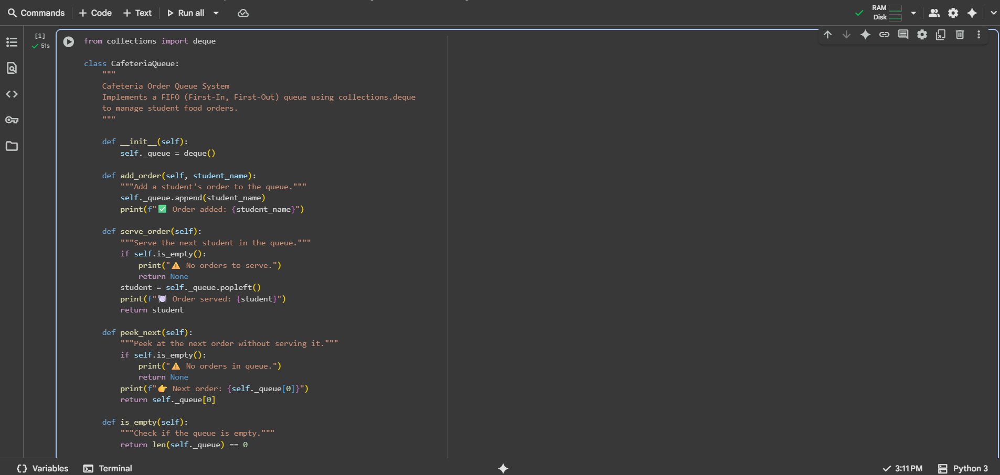 Commands + Code + Text Run all
RAM
Disk
[1]
51s
from collections import deque
class CafeteriaQueue:
"""
Cafeteria Order Queue System
Implements a FIFO (First-In, First-Out) queue using collections.deque
to manage student food orders.
"""
def __init__(self):
self._queue = deque()
def add_order(self, student_name):
"""Add a student's order to the queue."""
self._queue.append(student_name)
print(f"✅ Order added: {student_name}")
def serve_order(self):
"""Serve the next student in the queue."""
if self.is_empty():
print("⚠️ No orders to serve.")
return None
student = self._queue.popleft()
print(f"🍽️ Order served: {student}")
return student
def peek_next(self):
"""Peek at the next order without serving it."""
if self.is_empty():
print("⚠️ No orders in queue.")
return None
print(f"👉 Next order: {self._queue[0]}")
return self._queue[0]
def is_empty(self):
"""Check if the queue is empty."""
return len(self._queue) == 0
{} Variables Terminal
3:11 PM Python 3